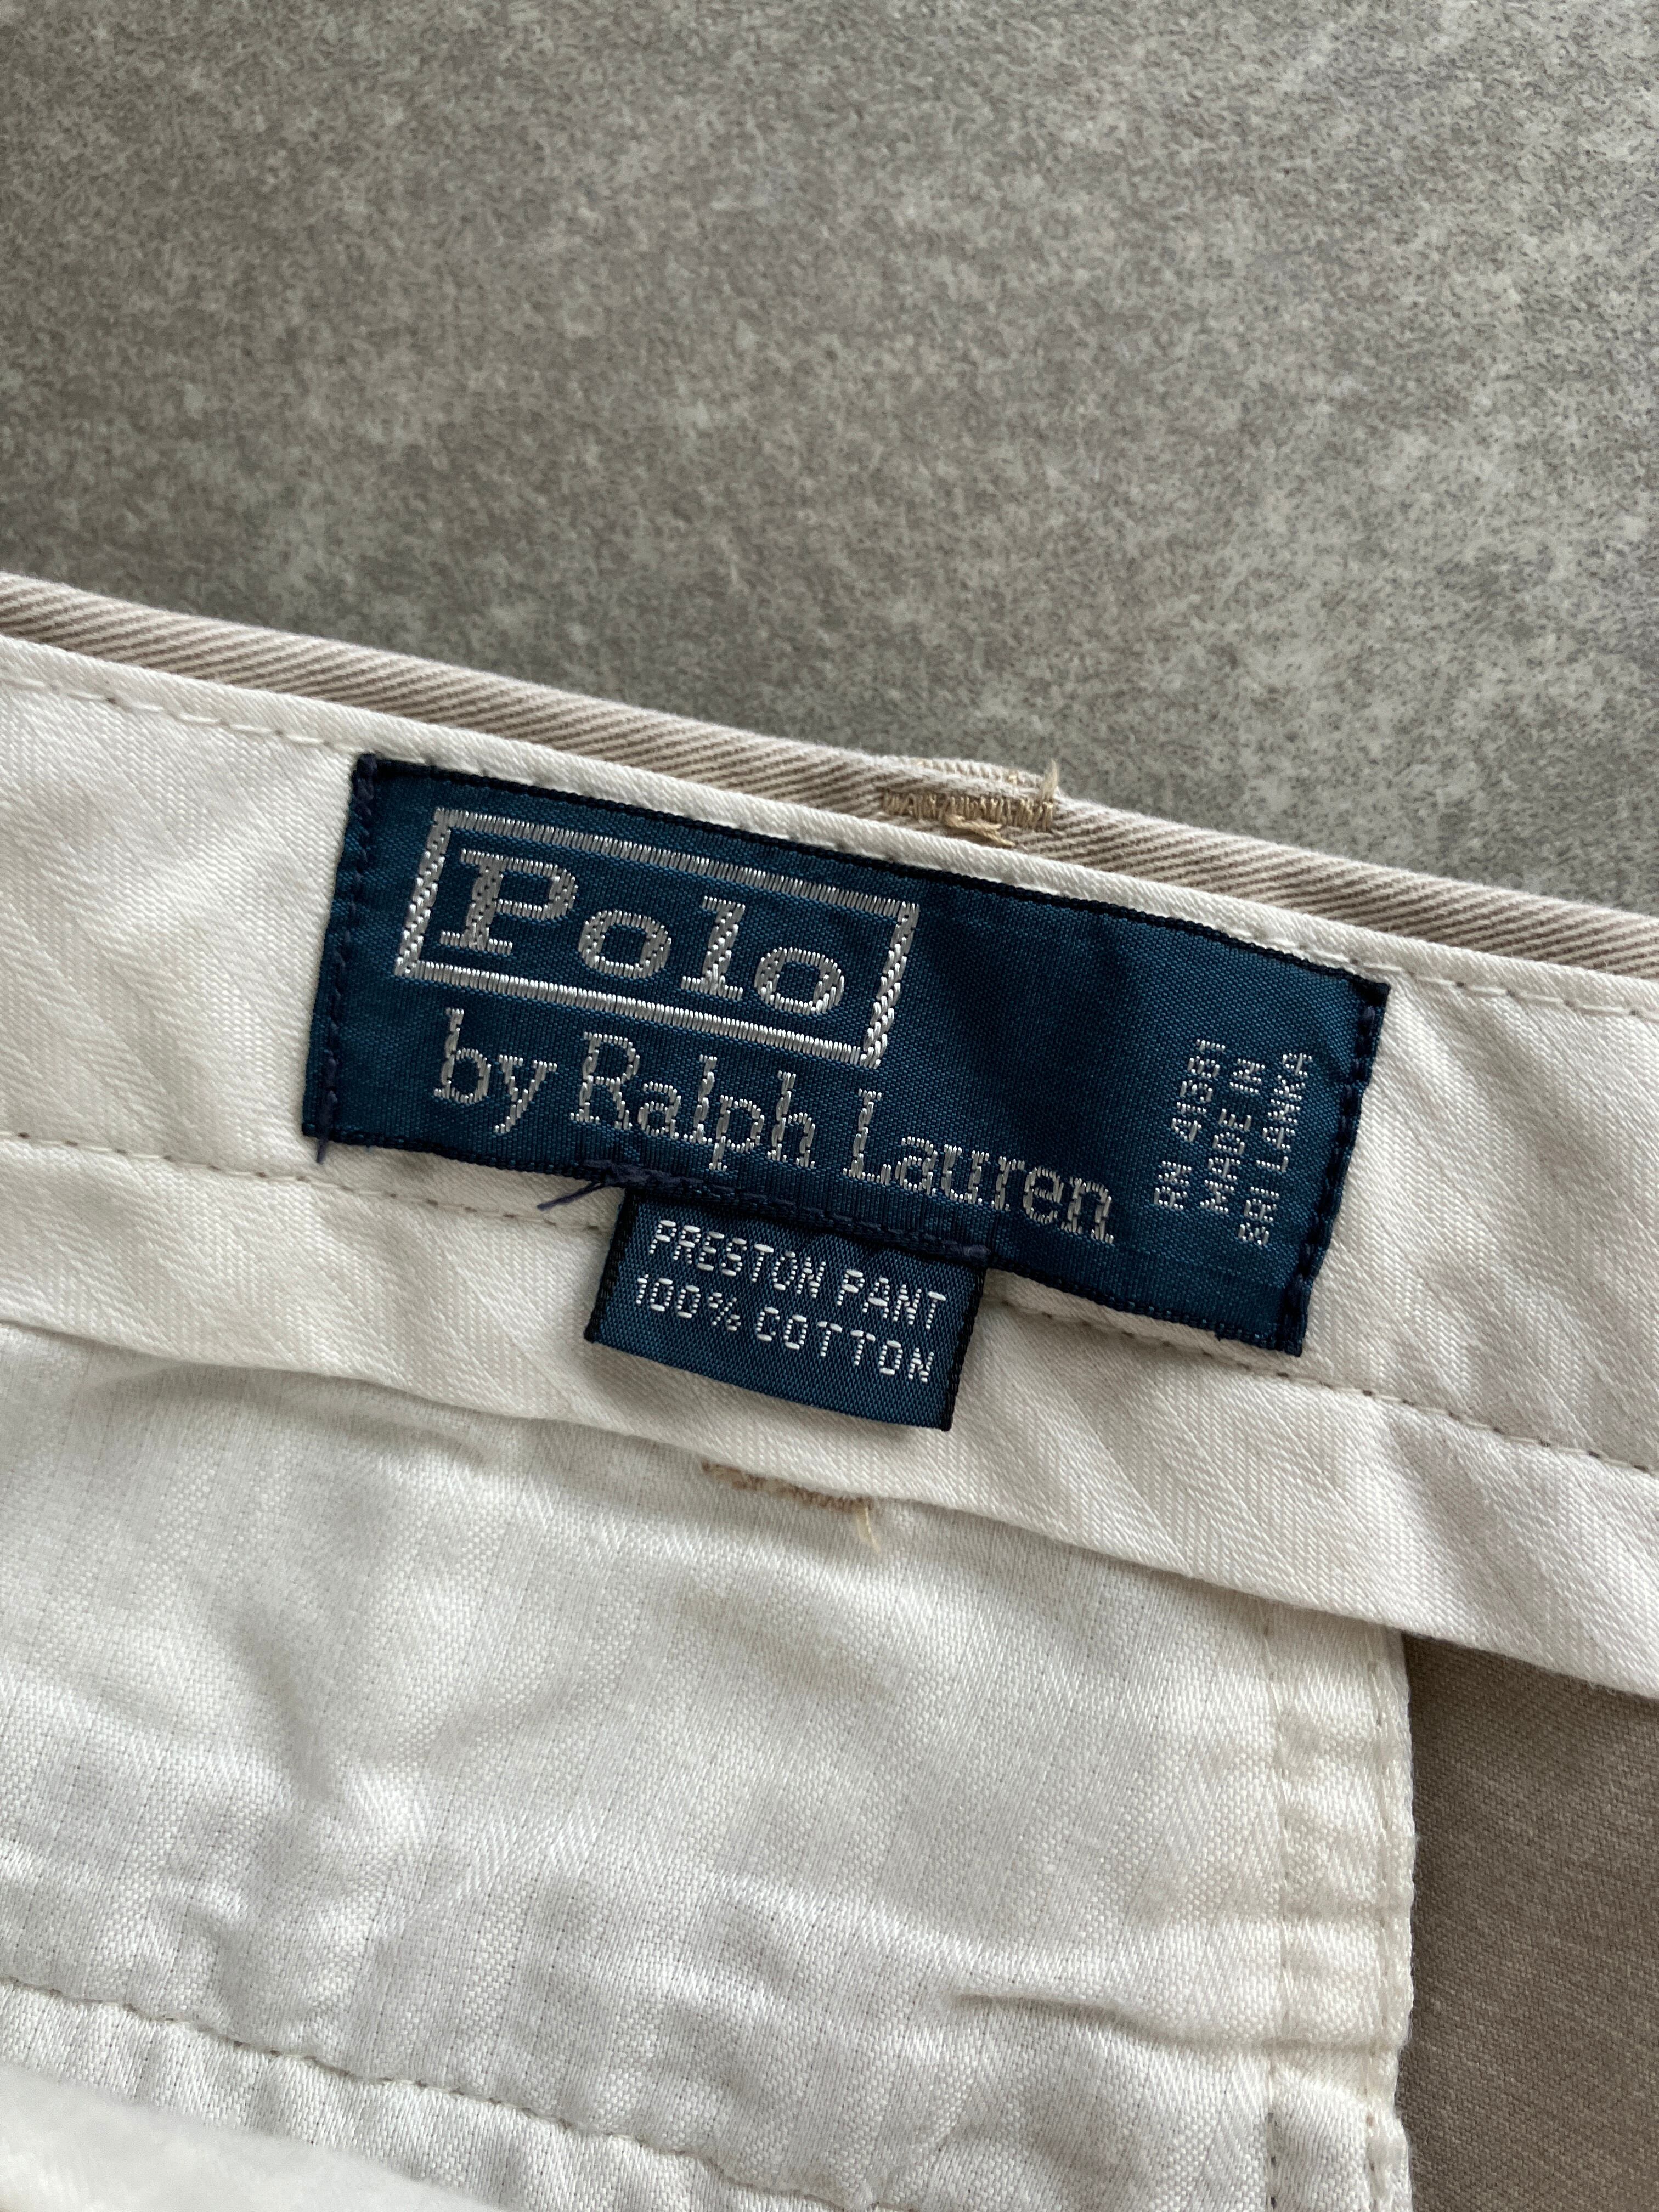 Polo
by Ralph Lauren
RN 41381
MADE IN
SRI LANKA
PRESTON PANT
100% COTTON